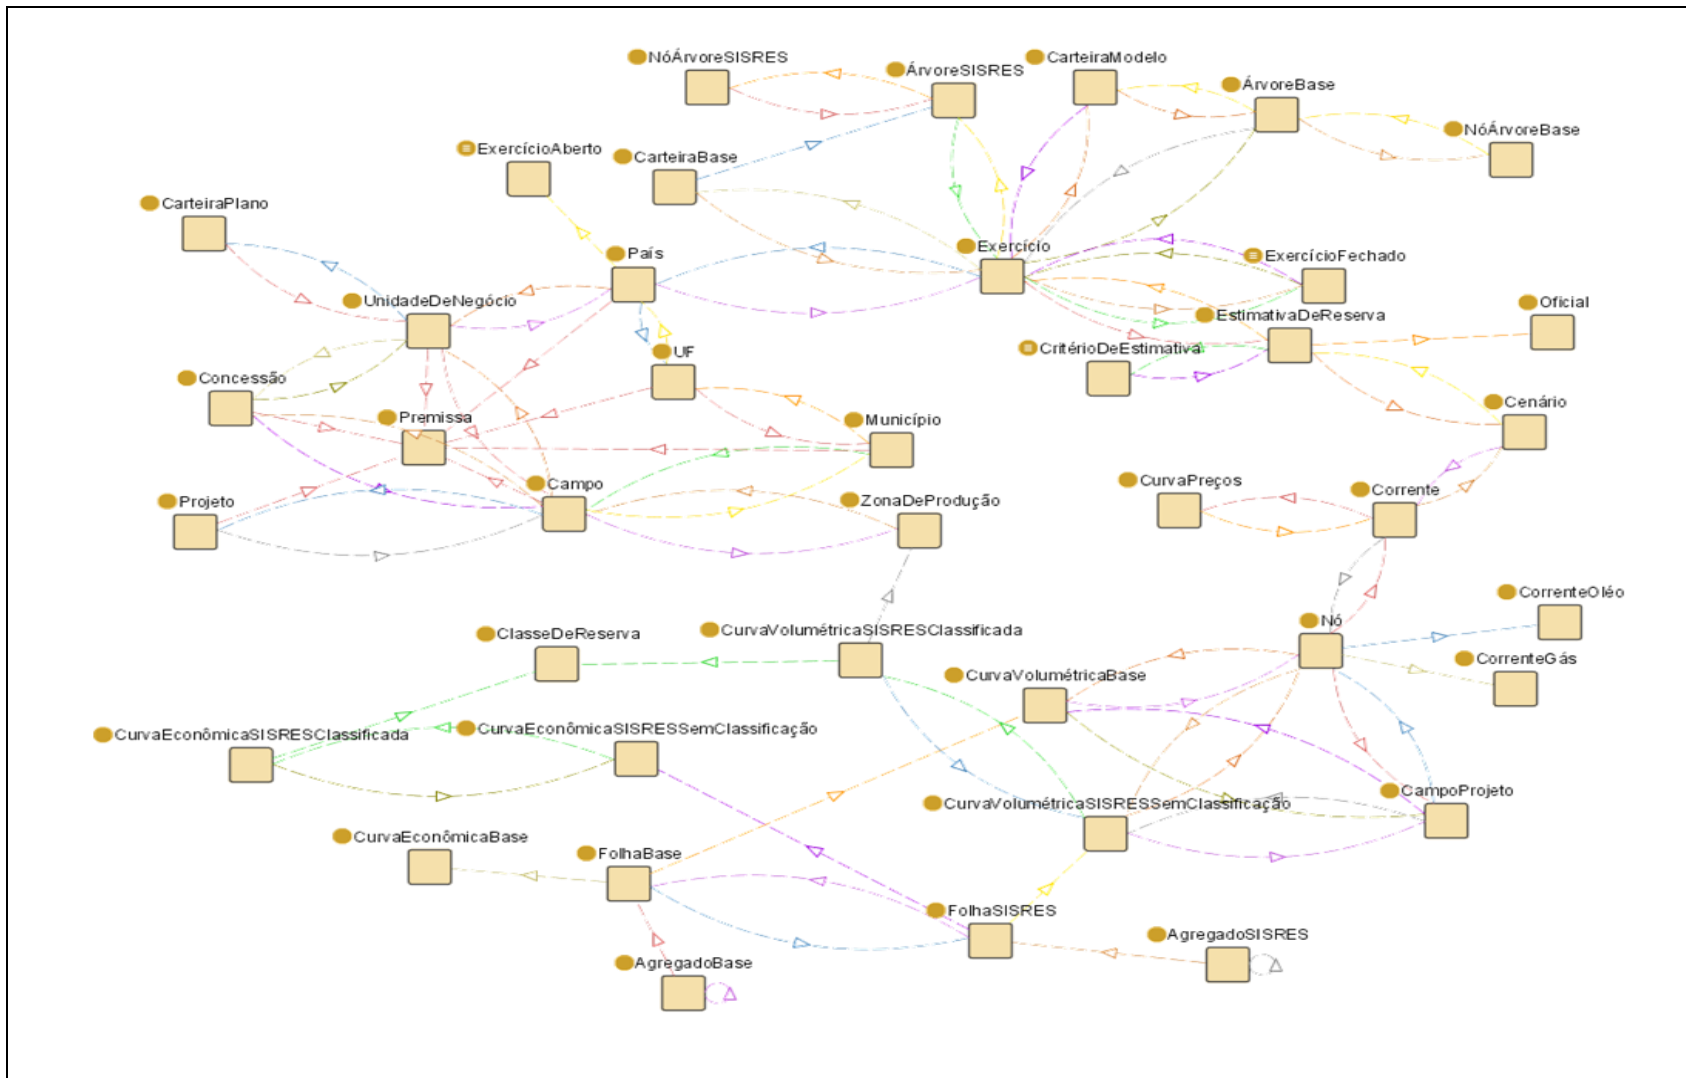 NóÁrvoreSISRES
ÁrvoreSISRES
CarteiraModelo
ÁrvoreBase
NóÁrvoreBase
ExercícioAberto
CarteiraBase
CarteiraPlano
País
Exercício
ExercícioFechado
UnidadeDeNegócio
Oficial
EstimativaDeReserva
UF
CritérioDeEstimativa
Concessão
Premissa
Município
Cenário
Projeto
Campo
ZonaDeProdução
CurvaPreços
Corrente
CorrenteOléo
ClasseDeReserva
CurvaVolumétricaSISRESClassificada
Nó
CorrenteGás
CurvaVolumétricaBase
CurvaEconômicaSISRESClassificada
CurvaEconômicaSISRESSemClassificação
CurvaVolumétricaSISRESSemClassificação
CampoProjeto
CurvaEconômicaBase
FolhaBase
FolhaSISRES
AgregadoSISRES
AgregadoBase